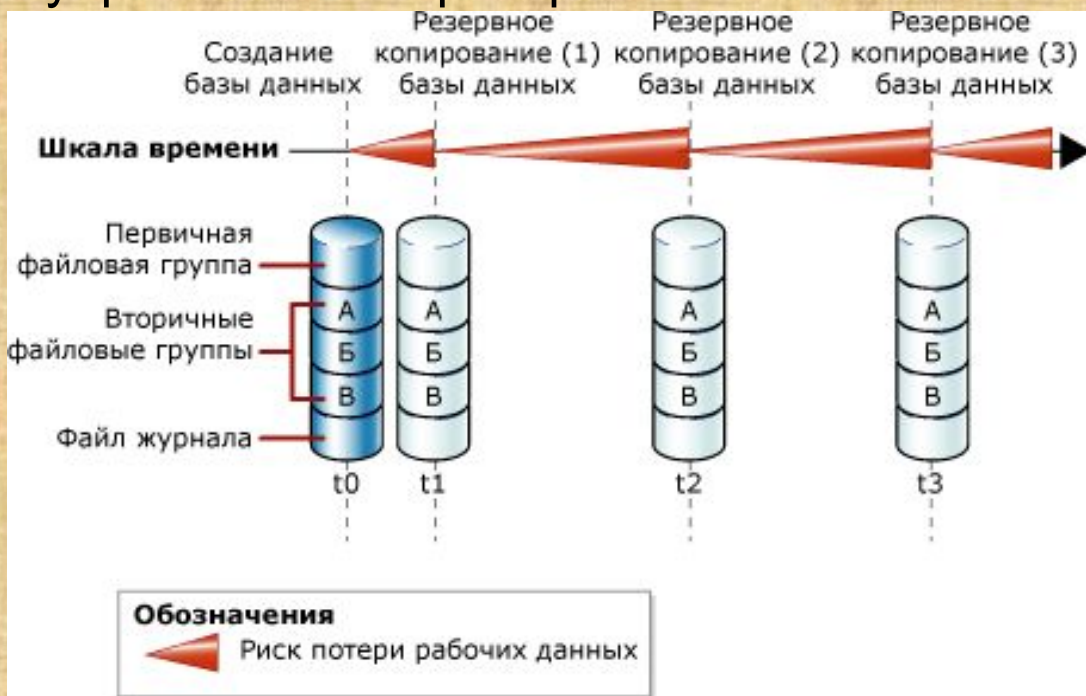 Создание
базы данных
Резервное
копирование (1)
базы данных
Резервное
копирование (2)
базы данных
Резервное
копирование (3)
базы данных
Шкала времени
Первичная
файловая группа
Вторичные
файловые группы
Файл журнала
А
Б
В
А
Б
В
А
Б
В
А
Б
В
t0
t1
t2
t3
Обозначения
Риск потери рабочих данных